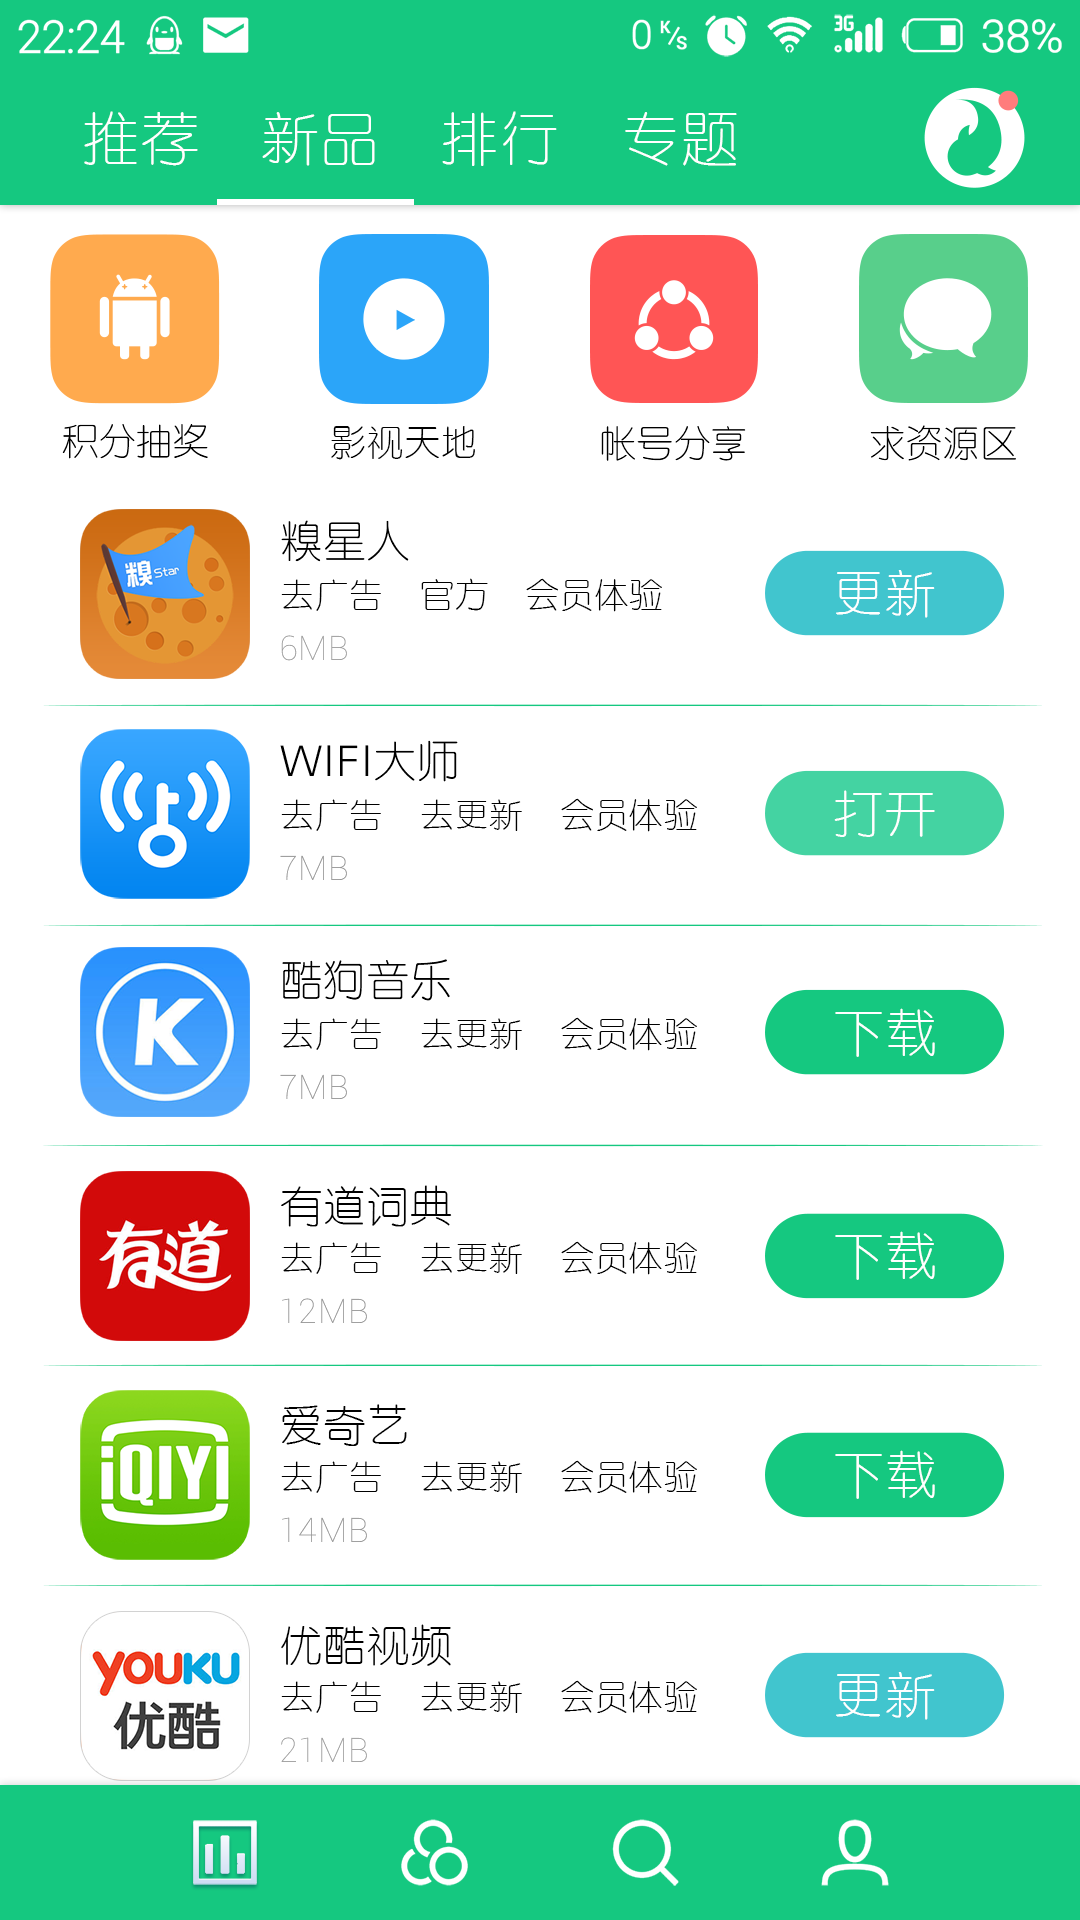 22:24 0 K/s 3G 38%
推荐 新品 排行 专题
积分抽奖 影视天地 帐号分享 求资源区
糗Star
糗星人
去广告 官方 会员体验
更新
6MB
WIFI大师
去广告 去更新 会员体验
打开
7MB
K
酷狗音乐
去广告 去更新 会员体验
下载
7MB
有道
有道词典
去广告 去更新 会员体验
下载
12MB
iQIYI
爱奇艺
去广告 去更新 会员体验
下载
14MB
YOUKU
优酷
优酷视频
去广告 去更新 会员体验
更新
21MB